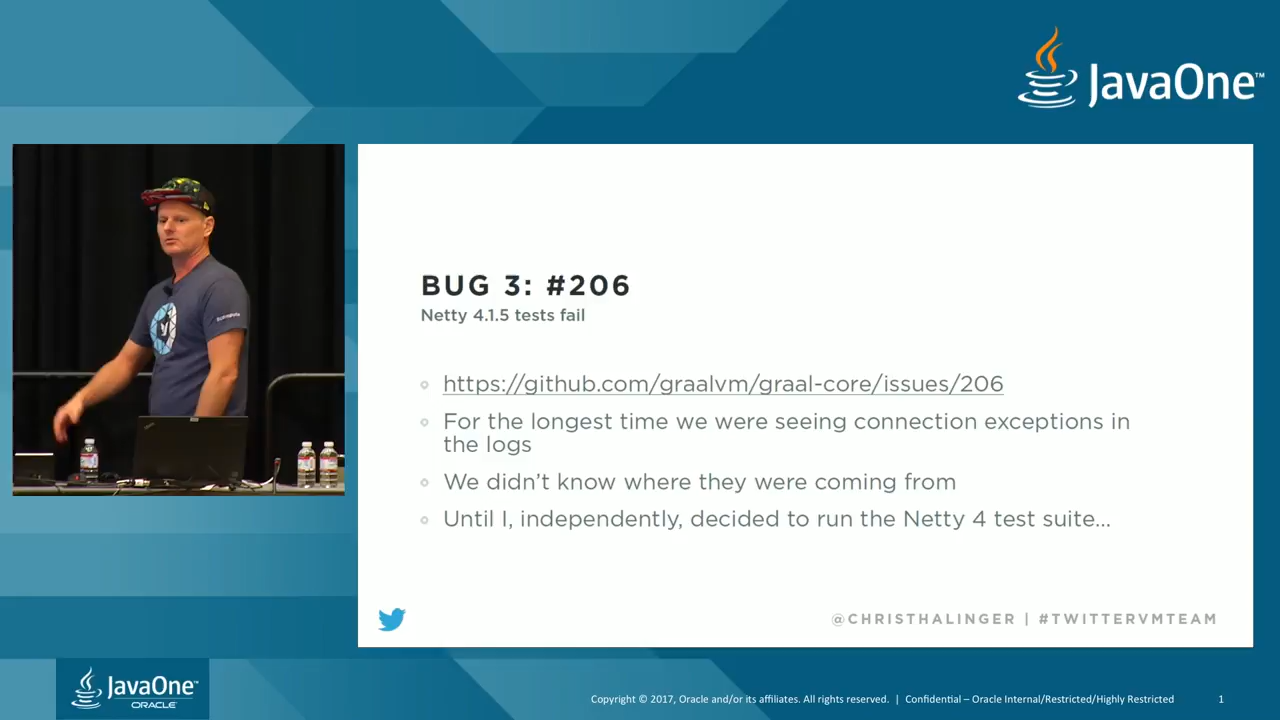 JavaOne™
BUG 3: #206
Netty 4.1.5 tests fail
https://github.com/graalvm/graal-core/issues/206
For the longest time we were seeing connection exceptions in
the logs
We didn’t know where they were coming from
Until I, independently, decided to run the Netty 4 test suite...
@CHRISTHALINGER | #TWITTERVMTEAM
JavaOne™
ORACLE
Copyright © 2017, Oracle and/or its affiliates. All rights reserved. | Confidential – Oracle Internal/Restricted/Highly Restricted 1